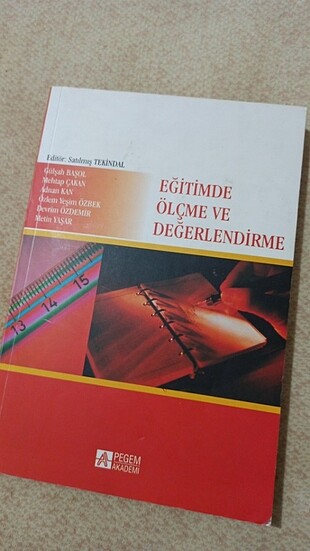 Editör: Satılmış TEKİNDAL
Gülşah BAŞOL
Mehtap ÇAKAN
Adnan KAN
Özlem Yeşim ÖZBEK
Devrim ÖZDEMİR
Metin YAŞAR
EĞİTİMDE
ÖLÇME VE
DEĞERLENDİRME
13 14 15
A PEGEM
AKADEMİ